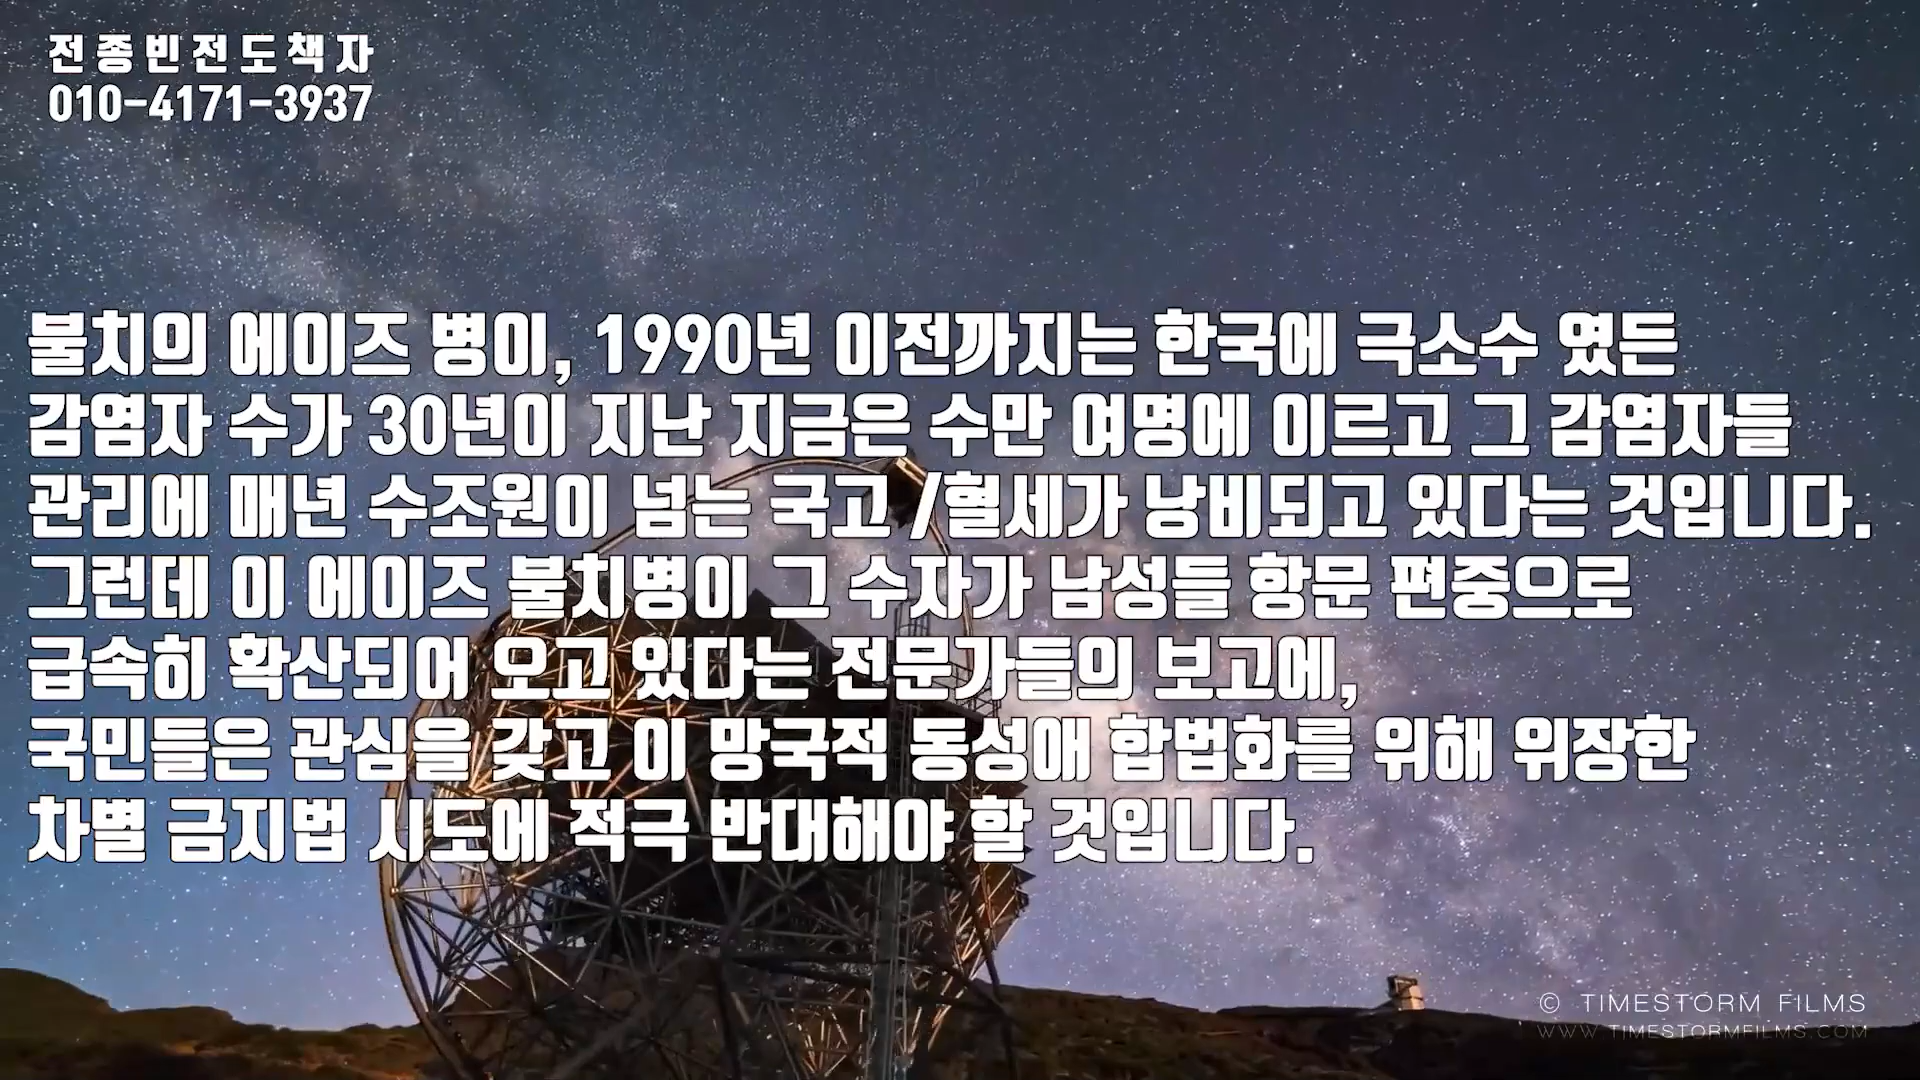 전종빈전도책자
010-4171-3937
불치의 에이즈 병이, 1990년 이전까지는 한국에 극소수 였든
감염자 수가 30년이 지난 지금은 수만 여명에 이르고 그 감염자들
관리에 매년 수조원이 넘는 국고 /혈세가 낭비되고 있다는 것입니다.
그런데 이 에이즈 불치병이 그 수자가 남성들 항문 편중으로
급속히 확산되어 오고 있다는 전문가들의 보고에,
국민들은 관심을 갖고 이 망국적 동성애 합법화를 위해 위장한
차별 금지법 시도에 적극 반대해야 할 것입니다.
© TIMESTORM FILMS
WWW.TIMESTORMFILMS.COM